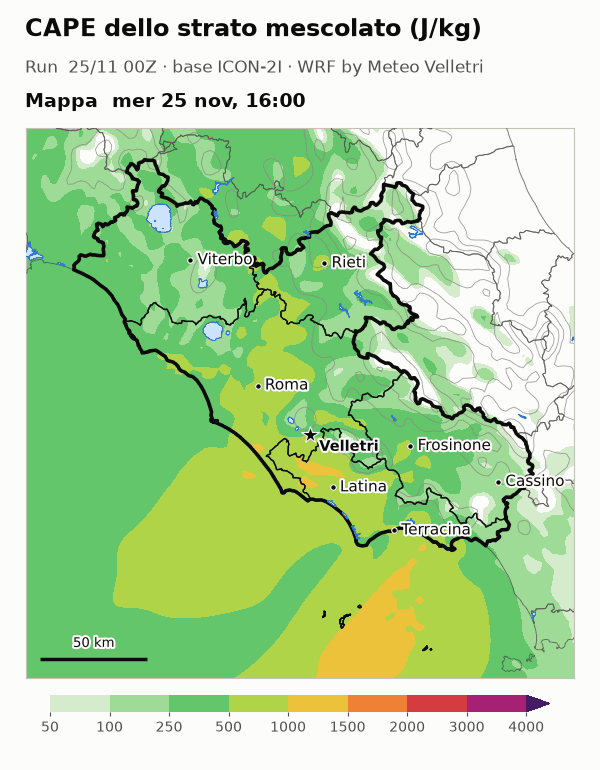 CAPE dello strato mescolato (J/kg)
Run  25/11 00Z · base ICON-2I · WRF by Meteo Velletri
Mappa  mer 25 nov, 16:00
Viterbo
Rieti
Roma
Velletri
Frosinone
Cassino
Latina
Terracina
50 km
50 100 250 500 1000 1500 2000 3000 4000